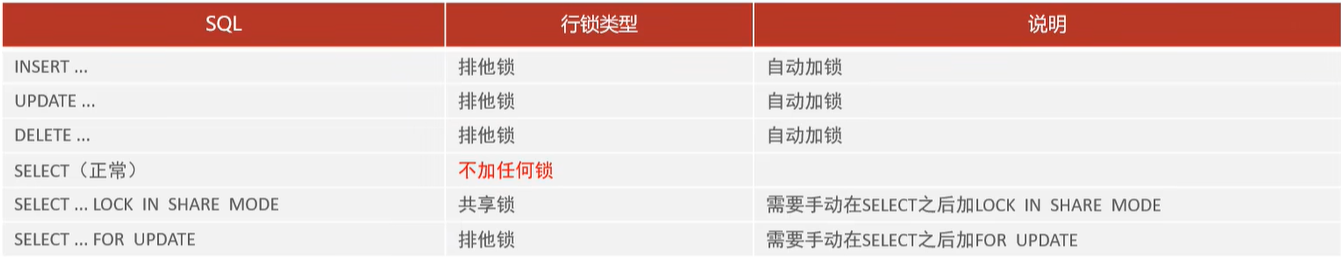 SQL 行锁类型 说明
INSERT ... 排他锁 自动加锁
UPDATE ... 排他锁 自动加锁
DELETE ... 排他锁 自动加锁
SELECT（正常） 不加任何锁
SELECT ... LOCK IN SHARE MODE 共享锁 需要手动在SELECT之后加LOCK IN SHARE MODE
SELECT ... FOR UPDATE 排他锁 需要手动在SELECT之后加FOR UPDATE